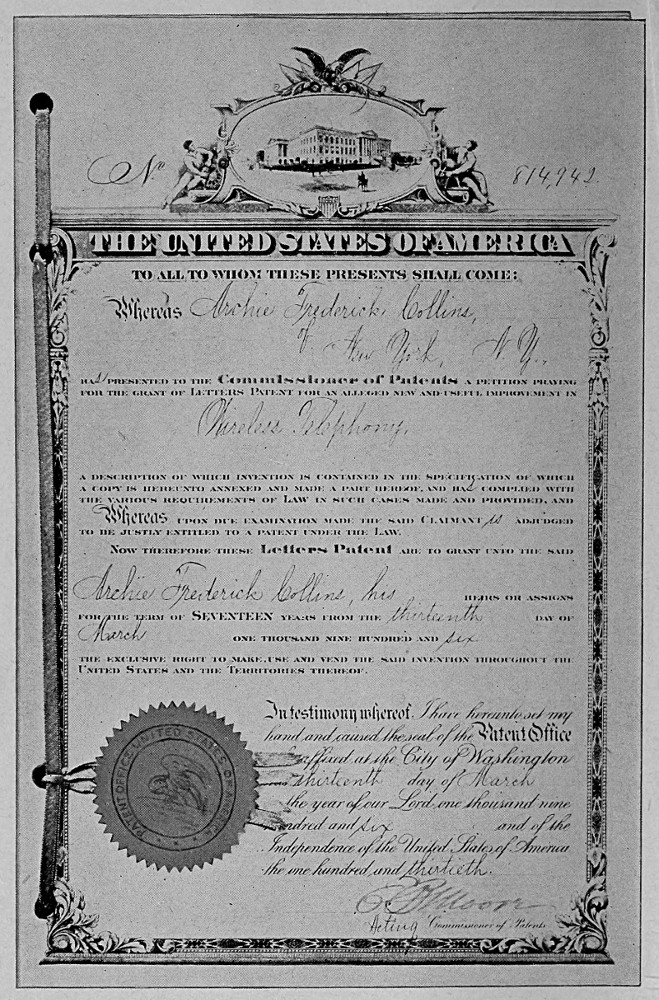 No 814,942.
THE UNITED STATES OF AMERICA
TO ALL TO WHOM THESE PRESENTS SHALL COME:
Whereas Archie Frederick Collins,
of New York, N. Y.,
HAS PRESENTED TO THE Commissioner of Patents A PETITION PRAYING
FOR THE GRANT OF LETTERS PATENT FOR AN ALLEGED NEW AND USEFUL IMPROVEMENT IN
Wireless Telephony,
A DESCRIPTION OF WHICH INVENTION IS CONTAINED IN THE SPECIFICATION OF WHICH
A COPY IS HEREUNTO ANNEXED AND MADE A PART HEREOF, AND HAS COMPLIED WITH
THE VARIOUS REQUIREMENTS OF LAW IN SUCH CASES MADE AND PROVIDED, AND
Whereas UPON DUE EXAMINATION MADE THE SAID CLAIMANT is ADJUDGED
TO BE JUSTLY ENTITLED TO A PATENT UNDER THE LAW.
NOW THEREFORE THESE Letters Patent ARE TO GRANT UNTO THE SAID
Archie Frederick Collins, his HEIRS OR ASSIGNS
FOR THE TERM OF SEVENTEEN YEARS FROM THE thirteenth DAY OF
March ONE THOUSAND NINE HUNDRED AND six
THE EXCLUSIVE RIGHT TO MAKE, USE AND VEND THE SAID INVENTION THROUGHOUT THE
UNITED STATES AND THE TERRITORIES THEREOF.
In testimony whereof I have hereunto set my
hand and caused the seal of the Patent Office
affixed at the City of Washington
thirteenth day of March
the year of our Lord one thousand nine
hundred and six and of the
Independence of the United States of America
the one hundred and thirtieth.
PATENT OFFICE UNITED STATES OF AMERICA
Moore
Acting Commissioner of Patents